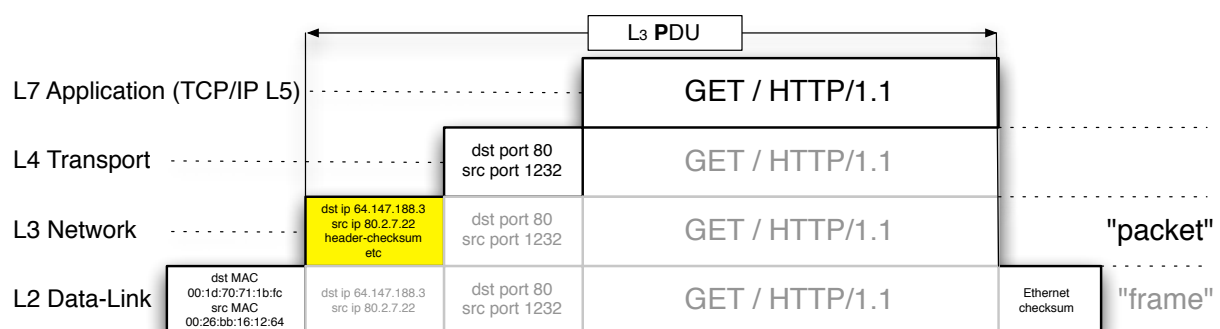 L3 PDU
L7 Application (TCP/IP L5)
GET / HTTP/1.1
L4 Transport
dst port 80
src port 1232
GET / HTTP/1.1
L3 Network
dst ip 64.147.188.3
src ip 80.2.7.22
header-checksum
etc
dst port 80
src port 1232
GET / HTTP/1.1
"packet"
L2 Data-Link
dst MAC
00:1d:70:71:1b:fc
src MAC
00:26:bb:16:12:64
dst ip 64.147.188.3
src ip 80.2.7.22
dst port 80
src port 1232
GET / HTTP/1.1
Ethernet
checksum
"frame"